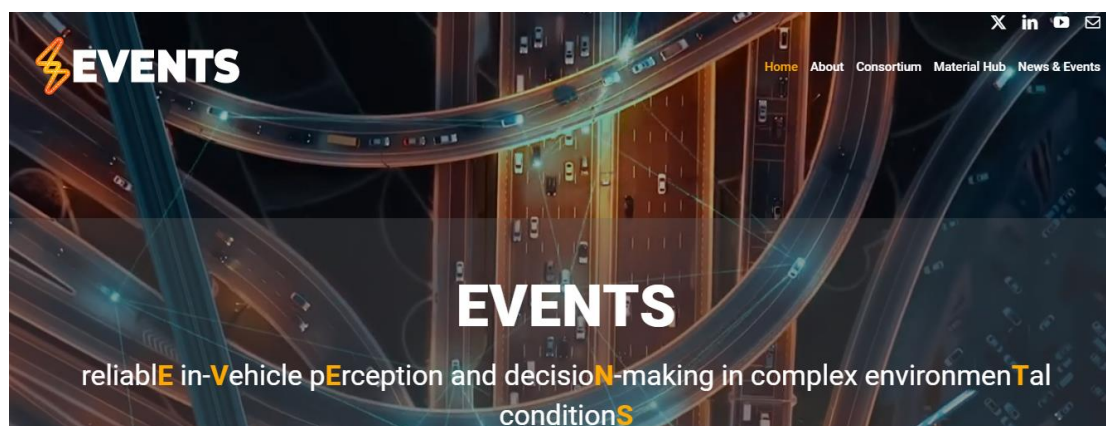 EVENTS
Home About Consortium Material Hub News & Events
EVENTS
reliablE in-Vehicle pErception and decisioN-making in complex environmenTal
conditionS